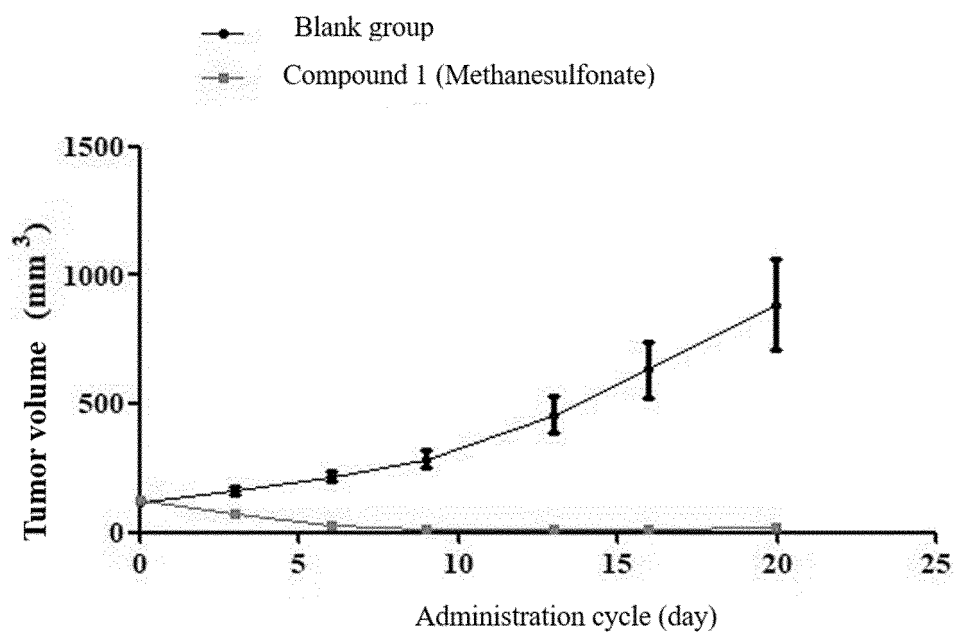 Blank group
Compound 1 (Methanesulfonate)
1500
1000
500
0
Tumor volume (mm³)
0 5 10 15 20 25
Administration cycle (day)